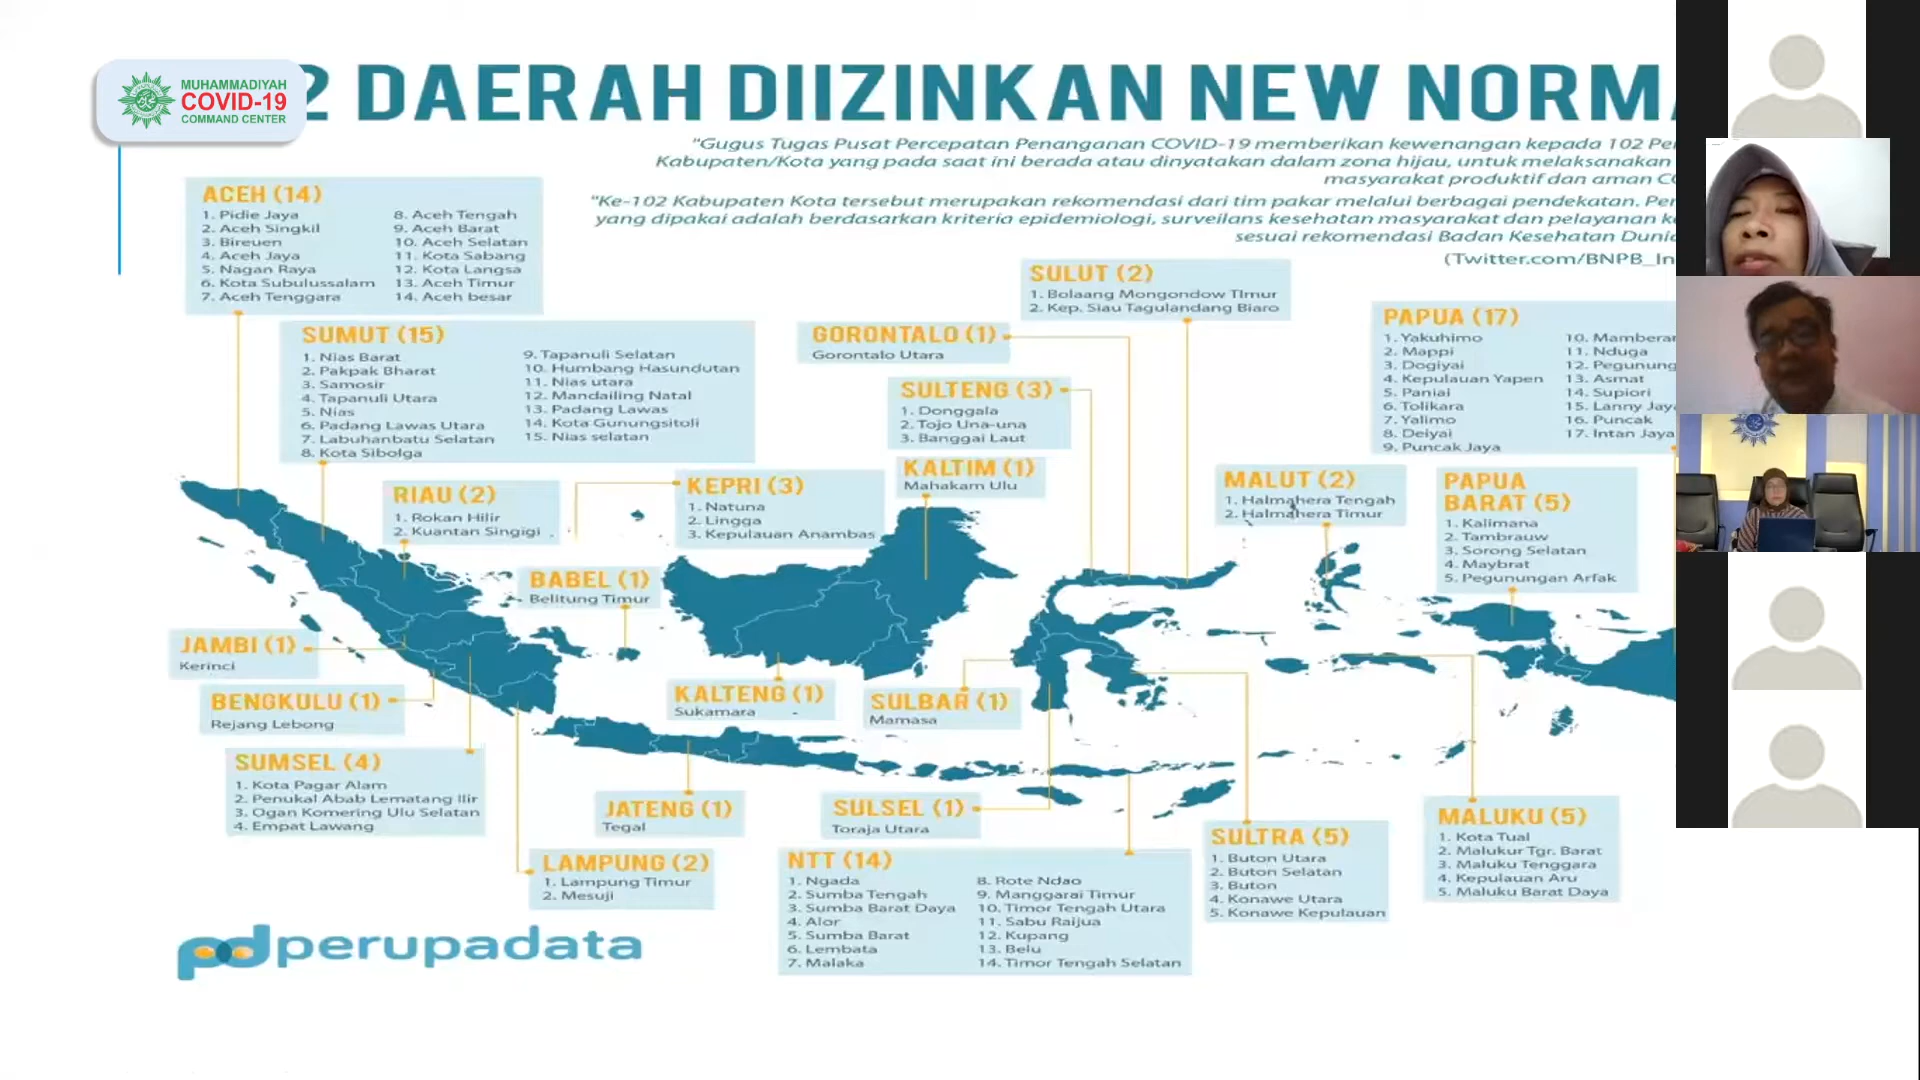 MUHAMMADIYAH
COVID-19
COMMAND CENTER
2 DAERAH DIIZINKAN NEW NORMA
"Gugus Tugas Pusat Percepatan Penanganan COVID-19 memberikan kewenangan kepada 102 Pe
Kabupaten/Kota yang pada saat ini berada atau dinyatakan dalam zona hijau, untuk melaksanakan
masyarakat produktif dan aman CO
"Ke-102 Kabupaten Kota tersebut merupakan rekomendasi dari tim pakar melalui berbagai pendekatan. Per
yang dipakai adalah berdasarkan kriteria epidemiologi, surveilans kesehatan masyarakat dan pelayanan ke
sesuai rekomendasi Badan Kesehatan Dunia
(Twitter.com/BNPB_In
ACEH (14)
1. Pidie Jaya
2. Aceh Singkil
3. Bireuen
4. Aceh Jaya
5. Nagan Raya
6. Kota Subulussalam
7. Aceh Tenggara
8. Aceh Tengah
9. Aceh Barat
10. Aceh Selatan
11. Kota Sabang
12. Kota Langsa
13. Aceh Timur
14. Aceh besar
SUMUT (15)
1. Nias Barat
2. Pakpak Bharat
3. Samosir
4. Tapanuli Utara
5. Nias
6. Padang Lawas Utara
7. Labuhanbatu Selatan
8. Kota Sibolga
9. Tapanuli Selatan
10. Humbang Hasundutan
11. Nias utara
12. Mandailing Natal
13. Padang Lawas
14. Kota Gunungsitoli
15. Nias selatan
SULUT (2)
1. Bolaang Mongondow TImur
2. Kep. Siau Tagulandang Biaro
GORONTALO (1)
Gorontalo Utara
SULTENG (3)
1. Donggala
2. Tojo Una-una
3. Banggai Laut
PAPUA (17)
1. Yakuhimo
2. Mappi
3. Dogiyai
4. Kepulauan Yapen
5. Paniai
6. Tolikara
7. Yalimo
8. Deiyai
9. Puncak Jaya
10. Mamberar
11. Nduga
12. Pegunung
13. Asmat
14. Supiori
15. Lanny Jay
16. Puncak
17. Intan Jaya
RIAU (2)
1. Rokan Hilir
2. Kuantan Singigi
KEPRI (3)
1. Natuna
2. Lingga
3. Kepulauan Anambas
KALTIM (1)
Mahakam Ulu
MALUT (2)
1. Halmahera Tengah
2. Halmahera Timur
PAPUA
BARAT (5)
1. Kalimana
2. Tambrauw
3. Sorong Selatan
4. Maybrat
5. Pegunungan Arfak
BABEL (1)
Belitung Timur
JAMBI (1)
Kerinci
BENGKULU (1)
Rejang Lebong
KALTENG (1)
Sukamara
SULBAR (1)
Mamasa
SUMSEL (4)
1. Kota Pagar Alam
2. Penukal Abab Lematang Ilir
3. Ogan Komering Ulu Selatan
4. Empat Lawang
JATENG (1)
Tegal
SULSEL (1)
Toraja Utara
LAMPUNG (2)
1. Lampung Timur
2. Mesuji
NTT (14)
1. Ngada
2. Sumba Tengah
3. Sumba Barat Daya
4. Alor
5. Sumba Barat
6. Lembata
7. Malaka
8. Rote Ndao
9. Manggarai Timur
10. Timor Tengah Utara
11. Sabu Raijua
12. Kupang
13. Belu
14. Timor Tengah Selatan
SULTRA (5)
1. Buton Utara
2. Buton Selatan
3. Buton
4. Konawe Utara
5. Konawe Kepulauan
MALUKU (5)
1. Kota Tual
2. Malukur Tgr. Barat
3. Maluku Tenggara
4. Kepulauan Aru
5. Maluku Barat Daya
pd perupadata